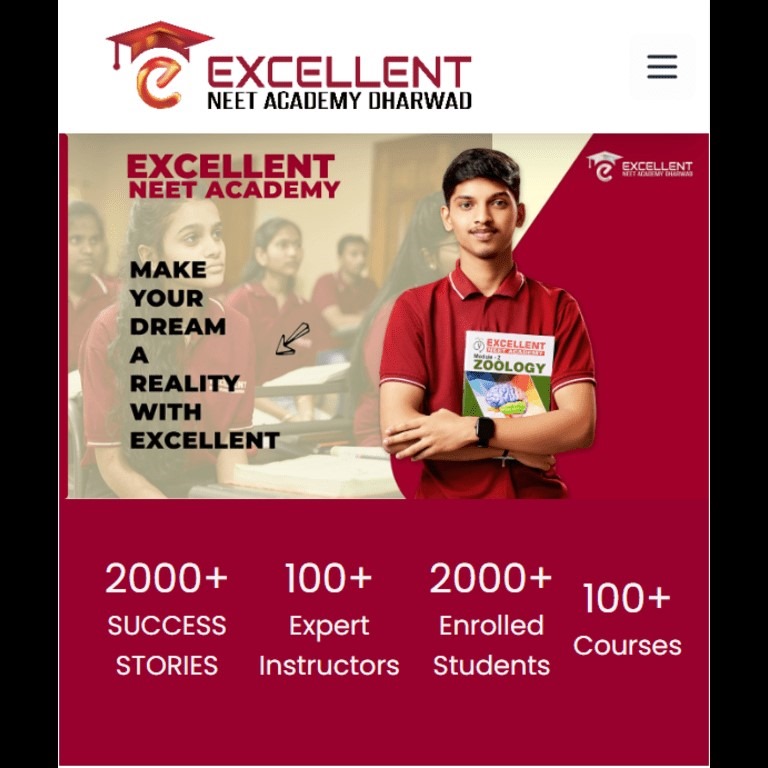 EXCELLENT
NEET ACADEMY DHARWAD
EXCELLENT
NEET ACADEMY
EXCELLENT
NEET ACADEMY DHARWAD
MAKE
YOUR
DREAM
A
REALITY
WITH
EXCELLENT
EXCELLENT
NEET ACADEMY
Module - 2
ZOOLOGY
2000+
SUCCESS
STORIES
100+
Expert
Instructors
2000+
Enrolled
Students
100+
Courses